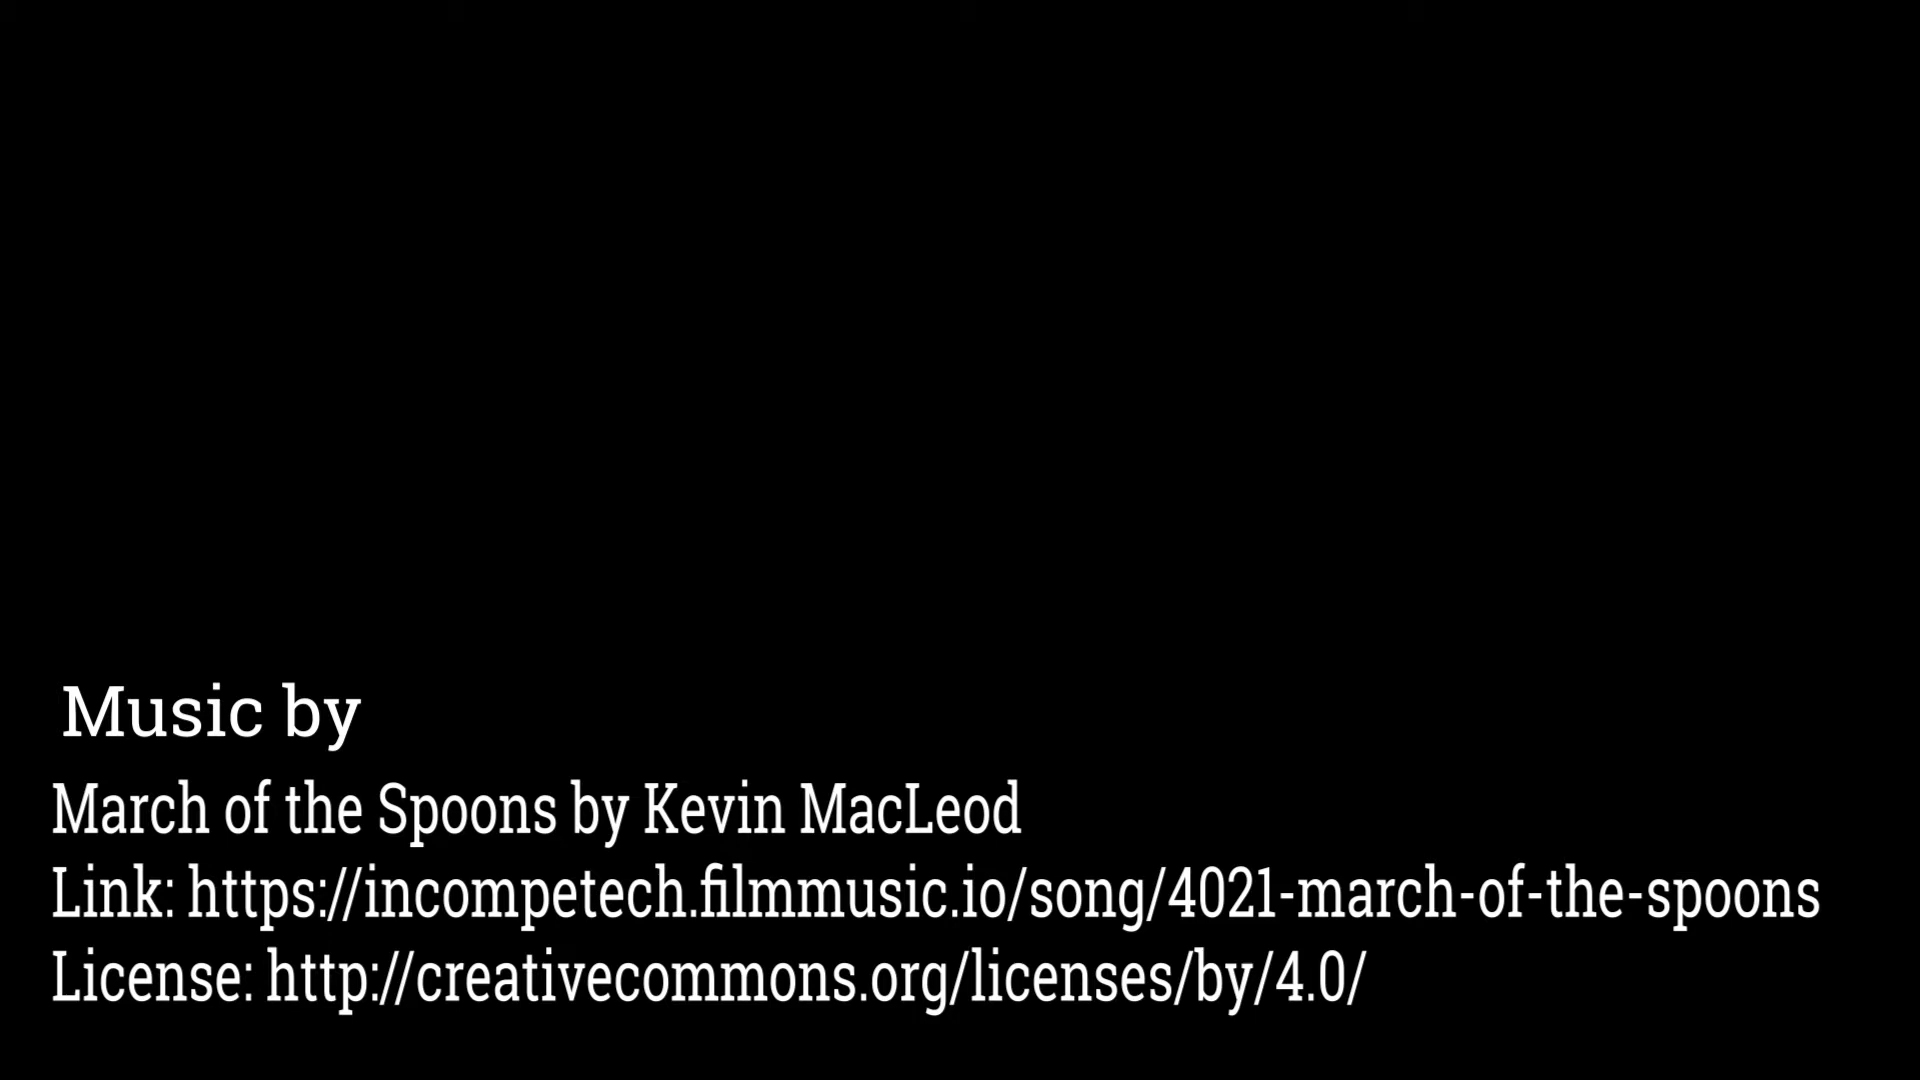 Music by
March of the Spoons by Kevin MacLeod
Link: https://incompetech.filmmusic.io/song/4021-march-of-the-spoons
License: http://creativecommons.org/licenses/by/4.0/